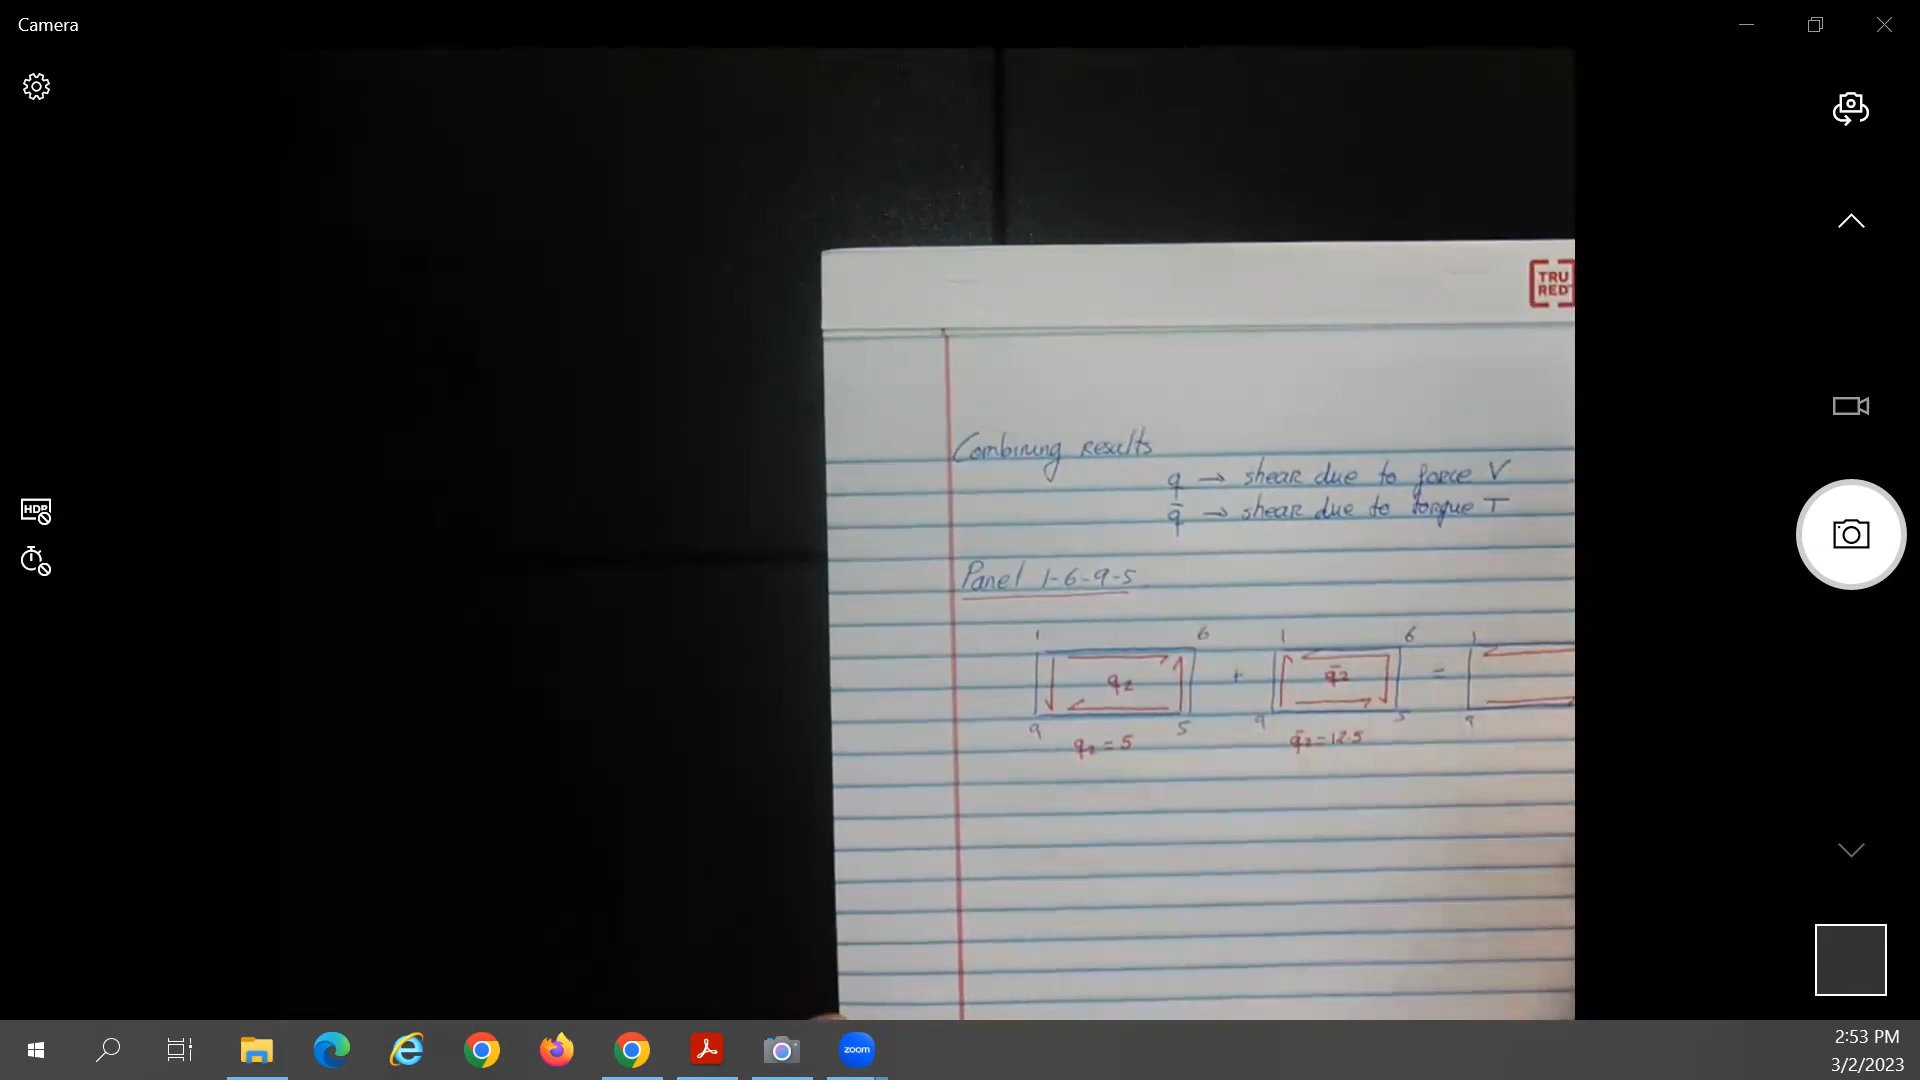 Camera
TRU
RED
Combining Results
q → shear due to force V
q̄ → shear due to torque T
Panel 1-6-9-5
1 6 1 6 1
q₂ + q̄₂ =
9 5 9 5 9
q₂ = 5 q̄₂ = 12.5
HDR
zoom
2:53 PM
3/2/2023